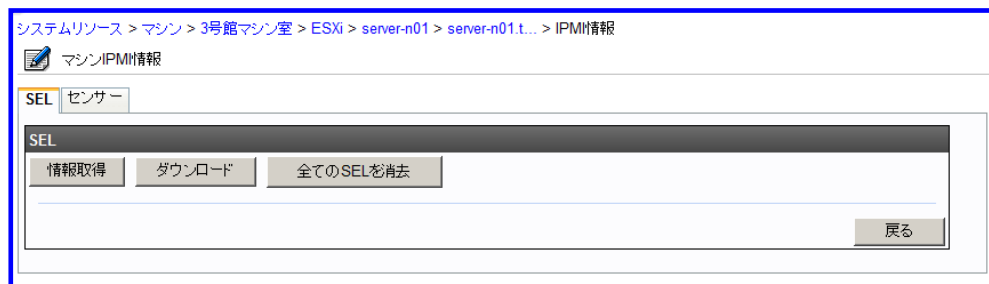 システムリソース > マシン > 3号館マシン室 > ESXi > server-n01 > server-n01.t... > IPMI情報
マシンIPMI情報
SEL センサー
SEL
情報取得 ダウンロード 全てのSELを消去
戻る